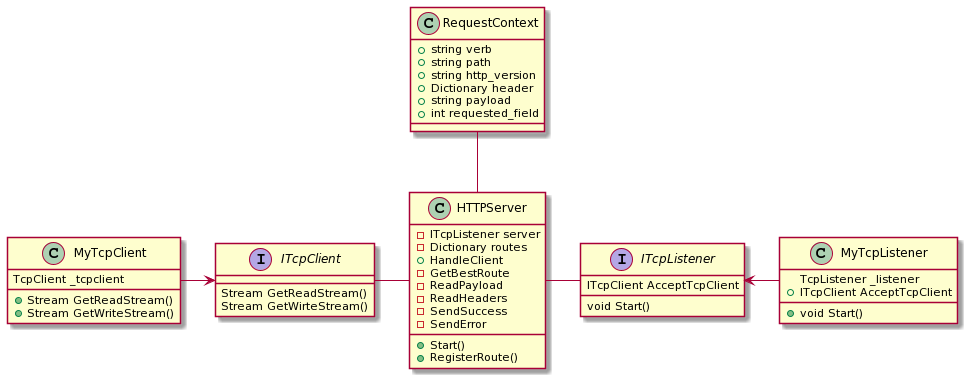 C RequestContext
string verb
string path
string http_version
Dictionary header
string payload
int requested_field
C MyTcpClient
TcpClient _tcpclient
Stream GetReadStream()
Stream GetWriteStream()
I ITcpClient
Stream GetReadStream()
Stream GetWirteStream()
C HTTPServer
ITcpListener server
Dictionary routes
HandleClient
GetBestRoute
ReadPayload
ReadHeaders
SendSuccess
SendError
Start()
RegisterRoute()
I ITcpListener
ITcpClient AcceptTcpClient
void Start()
C MyTcpListener
TcpListener _listener
ITcpClient AcceptTcpClient
void Start()